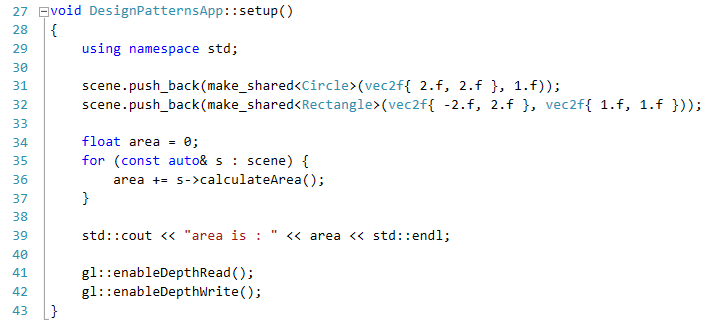 27 void DesignPatternsApp::setup()
28 {
29     using namespace std;
30
31     scene.push_back(make_shared<Circle>(vec2f{ 2.f, 2.f }, 1.f));
32     scene.push_back(make_shared<Rectangle>(vec2f{ -2.f, 2.f }, vec2f{ 1.f, 1.f }));
33
34     float area = 0;
35     for (const auto& s : scene) {
36         area += s->calculateArea();
37     }
38
39     std::cout << "area is : " << area << std::endl;
40
41     gl::enableDepthRead();
42     gl::enableDepthWrite();
43 }